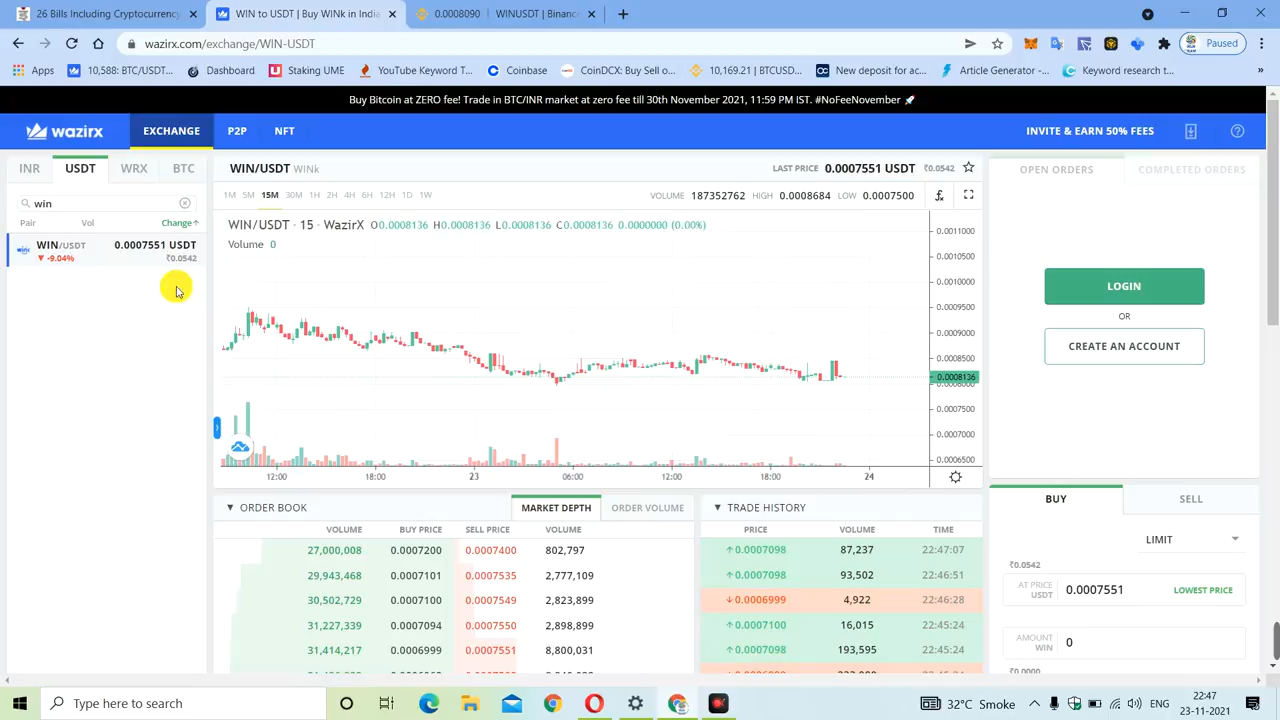 26 Bills Introducing Cryptocurr
WIN/USDT | WazirX - Bitcoin in Indi
0.0008090 | WINUSDT | Binance S
wazirx.com/exchange/WIN-USDT
Paused
Apps
10,588: BTC/USDT...
Dashboard
Staking UME
YouTube Keyword T...
Coinbase
CoinDCX: Buy Sell o...
10,169.21 | BTCUSD...
New deposit for ac...
Article Generator -...
Keyword research t...
Buy Bitcoin at ZERO fee! Trade in BTC/INR market at zero fee till 30th November 2021, 11:59 PM IST. #NoFeeNovember 🚀
wazirx
EXCHANGE
P2P
NFT
INVITE & EARN 50% FEES
INR
USDT
WRX
BTC
win
Pair
Vol
Change↑
WIN/USDT
0.0007551 USDT
▼ -9.04%
₹0.0542
WIN/USDT WINk
LAST PRICE 0.0007551 USDT ₹0.0542
1M 5M 15M 30M 1H 2H 4H 6H 12H 1D 1W
VOLUME 187352762 HIGH 0.0008684 LOW 0.0007500
WIN/USDT · 15 · WazirX O0.0008136 H0.0008136 L0.0008136 C0.0008136 0.0000000 (0.00%)
Volume 0
0.0011000
0.0010500
0.0010000
0.0009500
0.0009000
0.0008500
0.0008136
0.0008000
0.0007500
0.0007000
0.0006500
12:00 18:00 23 06:00 12:00 18:00 24
OPEN ORDERS
COMPLETED ORDERS
LOGIN
OR
CREATE AN ACCOUNT
▼ ORDER BOOK
MARKET DEPTH
ORDER VOLUME
VOLUME BUY PRICE SELL PRICE VOLUME
27,000,008 0.0007200 0.0007400 802,797
29,943,468 0.0007101 0.0007535 2,777,109
30,502,729 0.0007100 0.0007549 2,823,899
31,227,339 0.0007094 0.0007550 2,898,899
31,414,217 0.0006999 0.0007551 8,800,031
▼ TRADE HISTORY
PRICE VOLUME TIME
↑0.0007098 87,237 22:47:07
↑0.0007098 93,502 22:46:51
↓0.0006999 4,922 22:46:28
↑0.0007100 16,015 22:45:24
↑0.0007098 193,595 22:45:24
BUY
SELL
LIMIT
₹0.0542
AT PRICE
USDT
0.0007551
LOWEST PRICE
AMOUNT
WIN
0
₹0.0000
Type here to search
32°C Smoke
ENG
22:47
23-11-2021